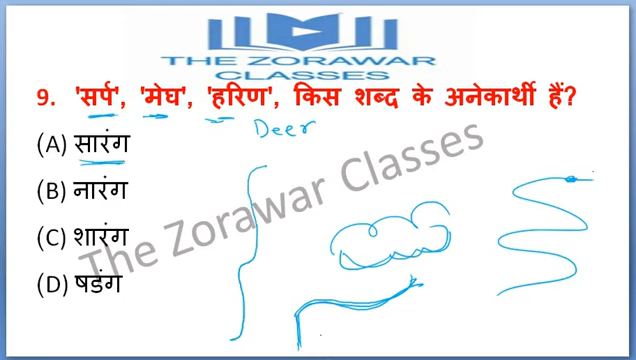 THE ZORAWAR
CLASSES
9. 'सर्प', 'मेघ', 'हरिण', किस शब्द के अनेकार्थी हैं?
Deer
(A) सारंग
(B) नारंग
(C) शारंग
(D) षडंग
The Zorawar Classes